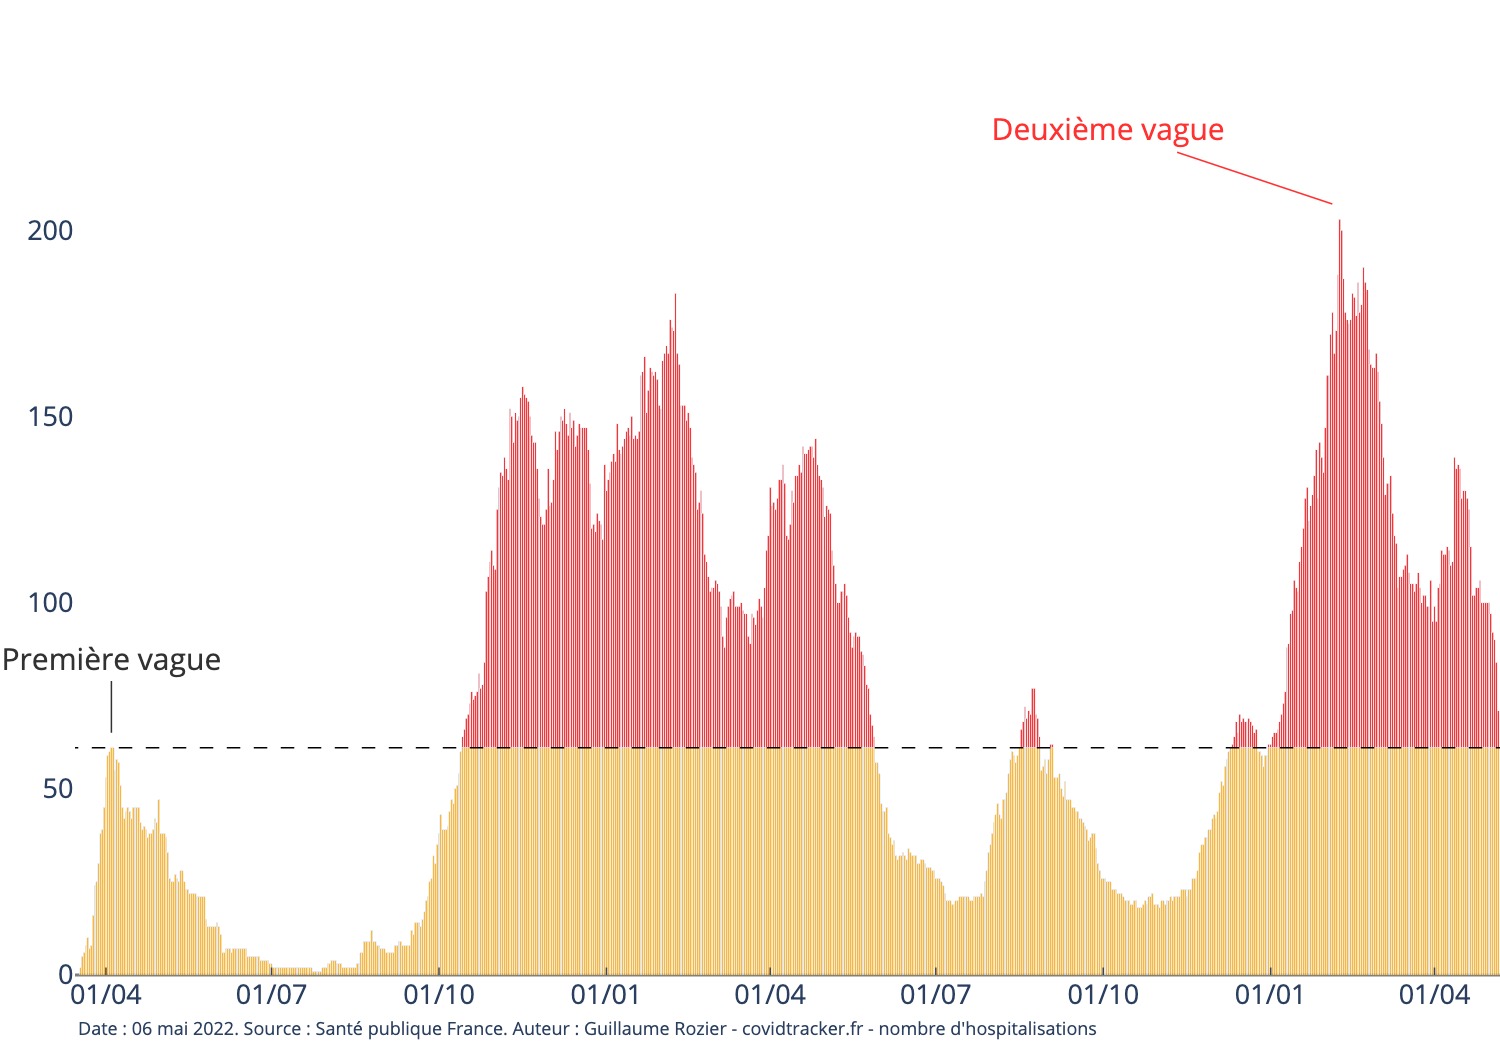 Deuxième vague
200
150
100
Première vague
50
0
01/04 01/07 01/10 01/01 01/04 01/07 01/10 01/01 01/04
Date : 06 mai 2022. Source : Santé publique France. Auteur : Guillaume Rozier - covidtracker.fr - nombre d'hospitalisations